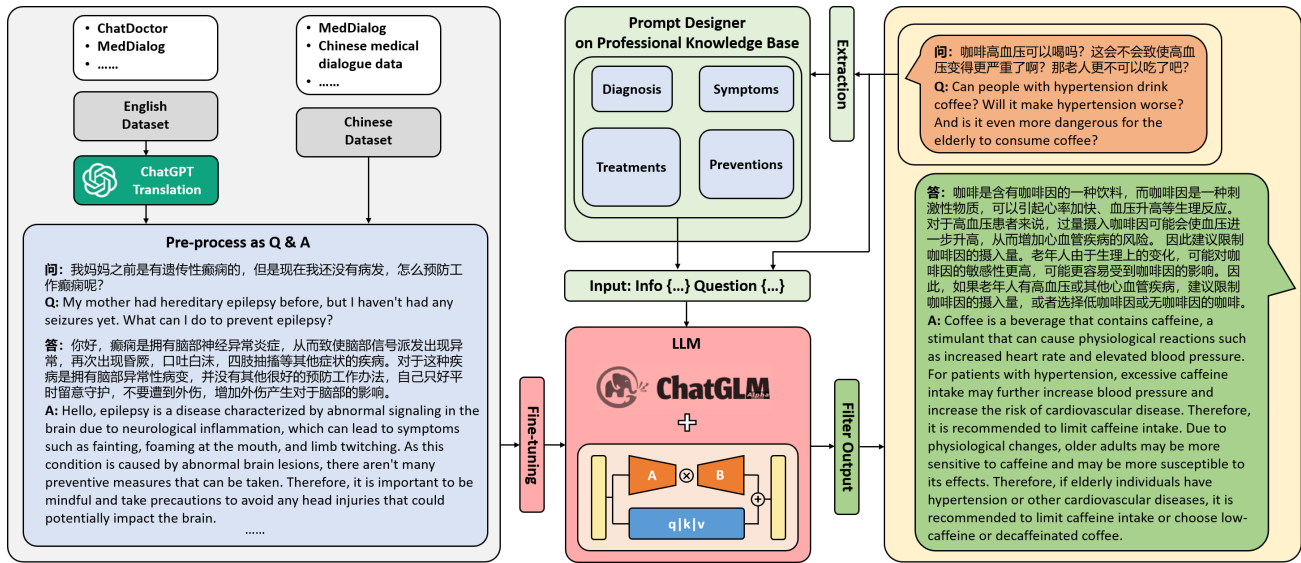 • ChatDoctor
• MedDialog
• ……
• MedDialog
• Chinese medical
dialogue data
• ……
English
Dataset
Chinese
Dataset
ChatGPT
Translation
Pre-process as Q & A
问：我妈妈之前是有遗传性癫痫的，但是现在我还没有病发，怎么预防工
作癫痫呢？
Q: My mother had hereditary epilepsy before, but I haven't had any
seizures yet. What can I do to prevent epilepsy?
答：你好，癫痫是拥有脑部神经异常炎症，从而致使脑部信号派发出现异
常，再次出现昏厥，口吐白沫，四肢抽搐等其他症状的疾病。对于这种疾
病是拥有脑部异常性病变，并没有其他很好的预防工作办法，自己只好平
时留意守护，不要遭到外伤，增加外伤产生对于脑部的影响。
A: Hello, epilepsy is a disease characterized by abnormal signaling in the
brain due to neurological inflammation, which can lead to symptoms
such as fainting, foaming at the mouth, and limb twitching. As this
condition is caused by abnormal brain lesions, there aren't many
preventive measures that can be taken. Therefore, it is important to be
mindful and take precautions to avoid any head injuries that could
potentially impact the brain.
……
Fine-tuning
Prompt Designer
on Professional Knowledge Base
Diagnosis
Symptoms
Treatments
Preventions
Extraction
Input: Info {…} Question {…}
LLM
ChatGLM
Alpha
+
A
⊗
B
+
q|k|v
Filter Output
问：咖啡高血压可以喝吗？这会不会致使高血
压变得更严重了啊？那老人更不可以吃了吧？
Q: Can people with hypertension drink
coffee? Will it make hypertension worse?
And is it even more dangerous for the
elderly to consume coffee?
答：咖啡是含有咖啡因的一种饮料，而咖啡因是一种刺
激性物质，可以引起心率加快、血压升高等生理反应。
对于高血压患者来说，过量摄入咖啡因可能会使血压进
一步升高，从而增加心血管疾病的风险。 因此建议限制
咖啡因的摄入量。老年人由于生理上的变化，可能对咖
啡因的敏感性更高，可能更容易受到咖啡因的影响。因
此，如果老年人有高血压或其他心血管疾病，建议限制
咖啡因的摄入量，或者选择低咖啡因或无咖啡因的咖啡。
A: Coffee is a beverage that contains caffeine, a
stimulant that can cause physiological reactions such
as increased heart rate and elevated blood pressure.
For patients with hypertension, excessive caffeine
intake may further increase blood pressure and
increase the risk of cardiovascular disease. Therefore,
it is recommended to limit caffeine intake. Due to
physiological changes, older adults may be more
sensitive to caffeine and may be more susceptible to
its effects. Therefore, if elderly individuals have
hypertension or other cardiovascular diseases, it is
recommended to limit caffeine intake or choose low-
caffeine or decaffeinated coffee.